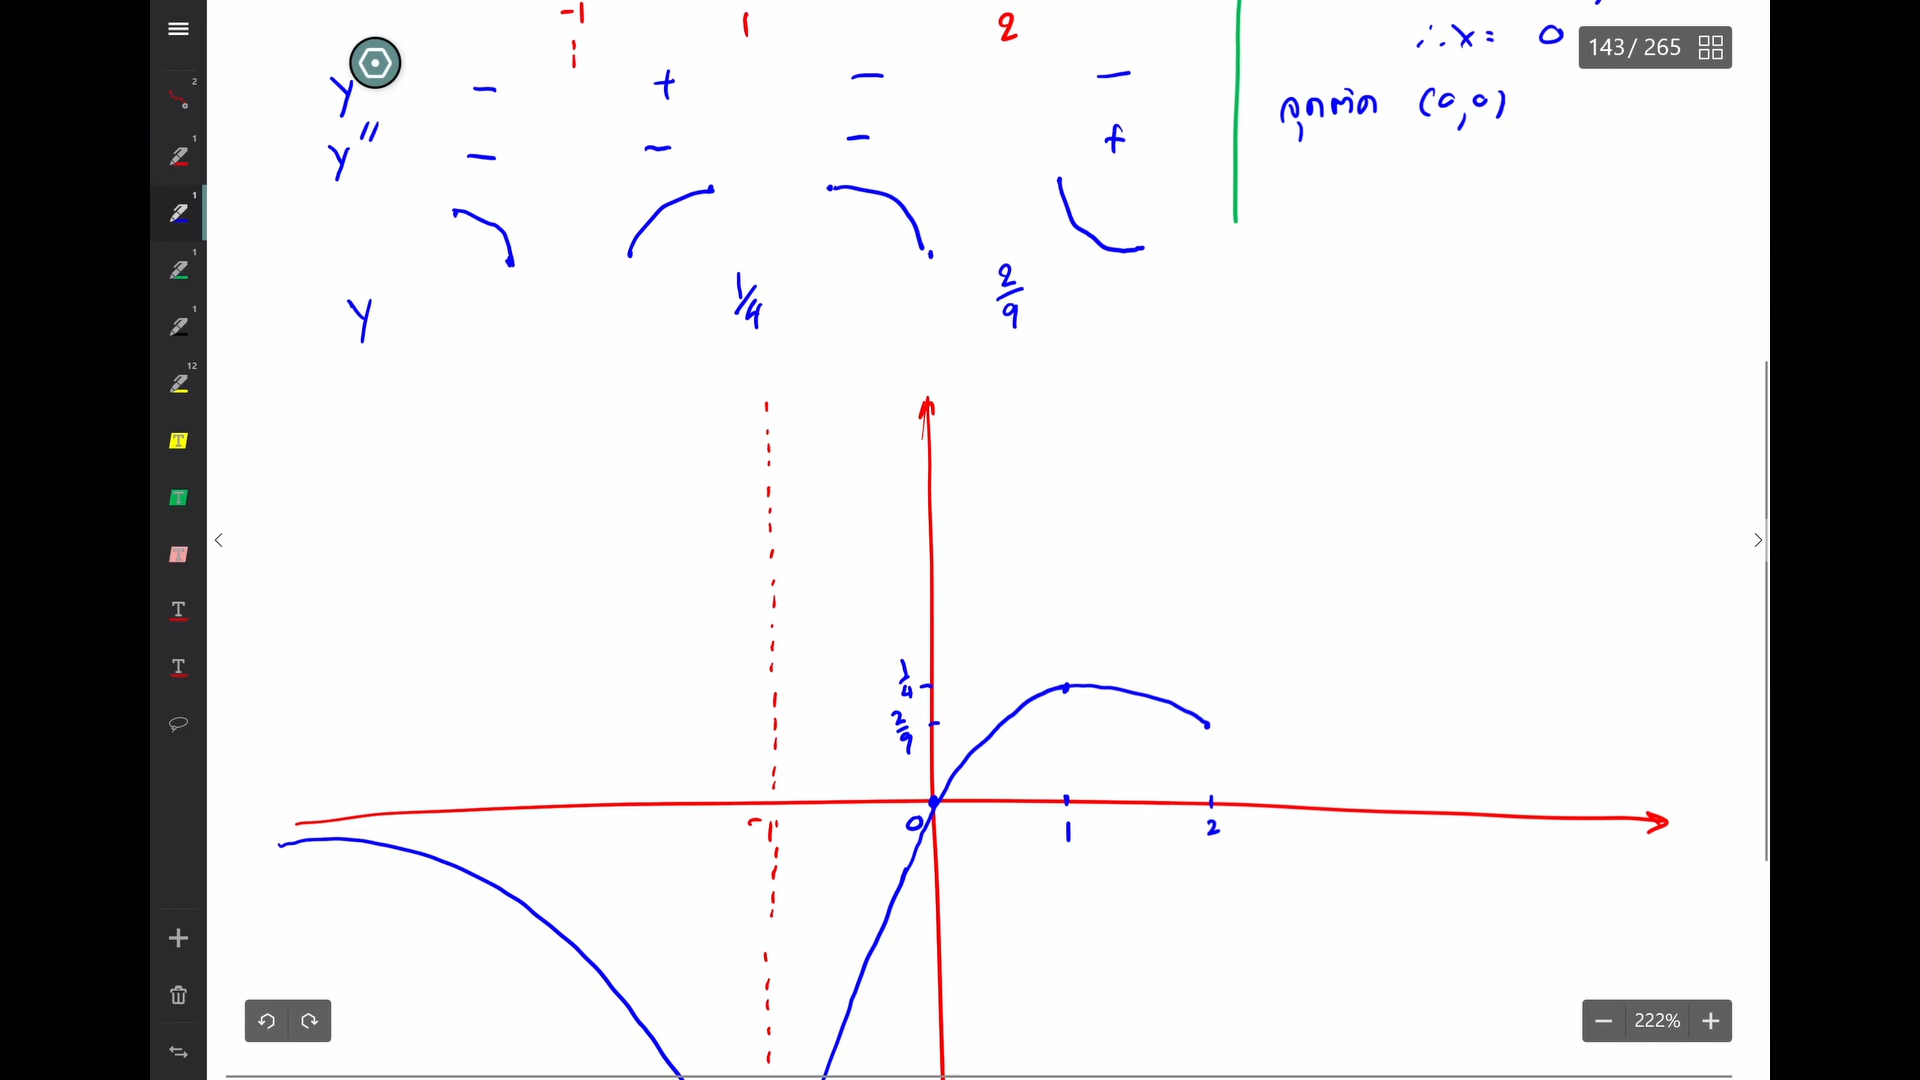 -1 1 2
∴x = 0
143 / 265
y' - + - -
จุดตัด (0,0)
y'' - - - +
y 1/4 2/9
1/4
2/9
-1 0 1 2
222%